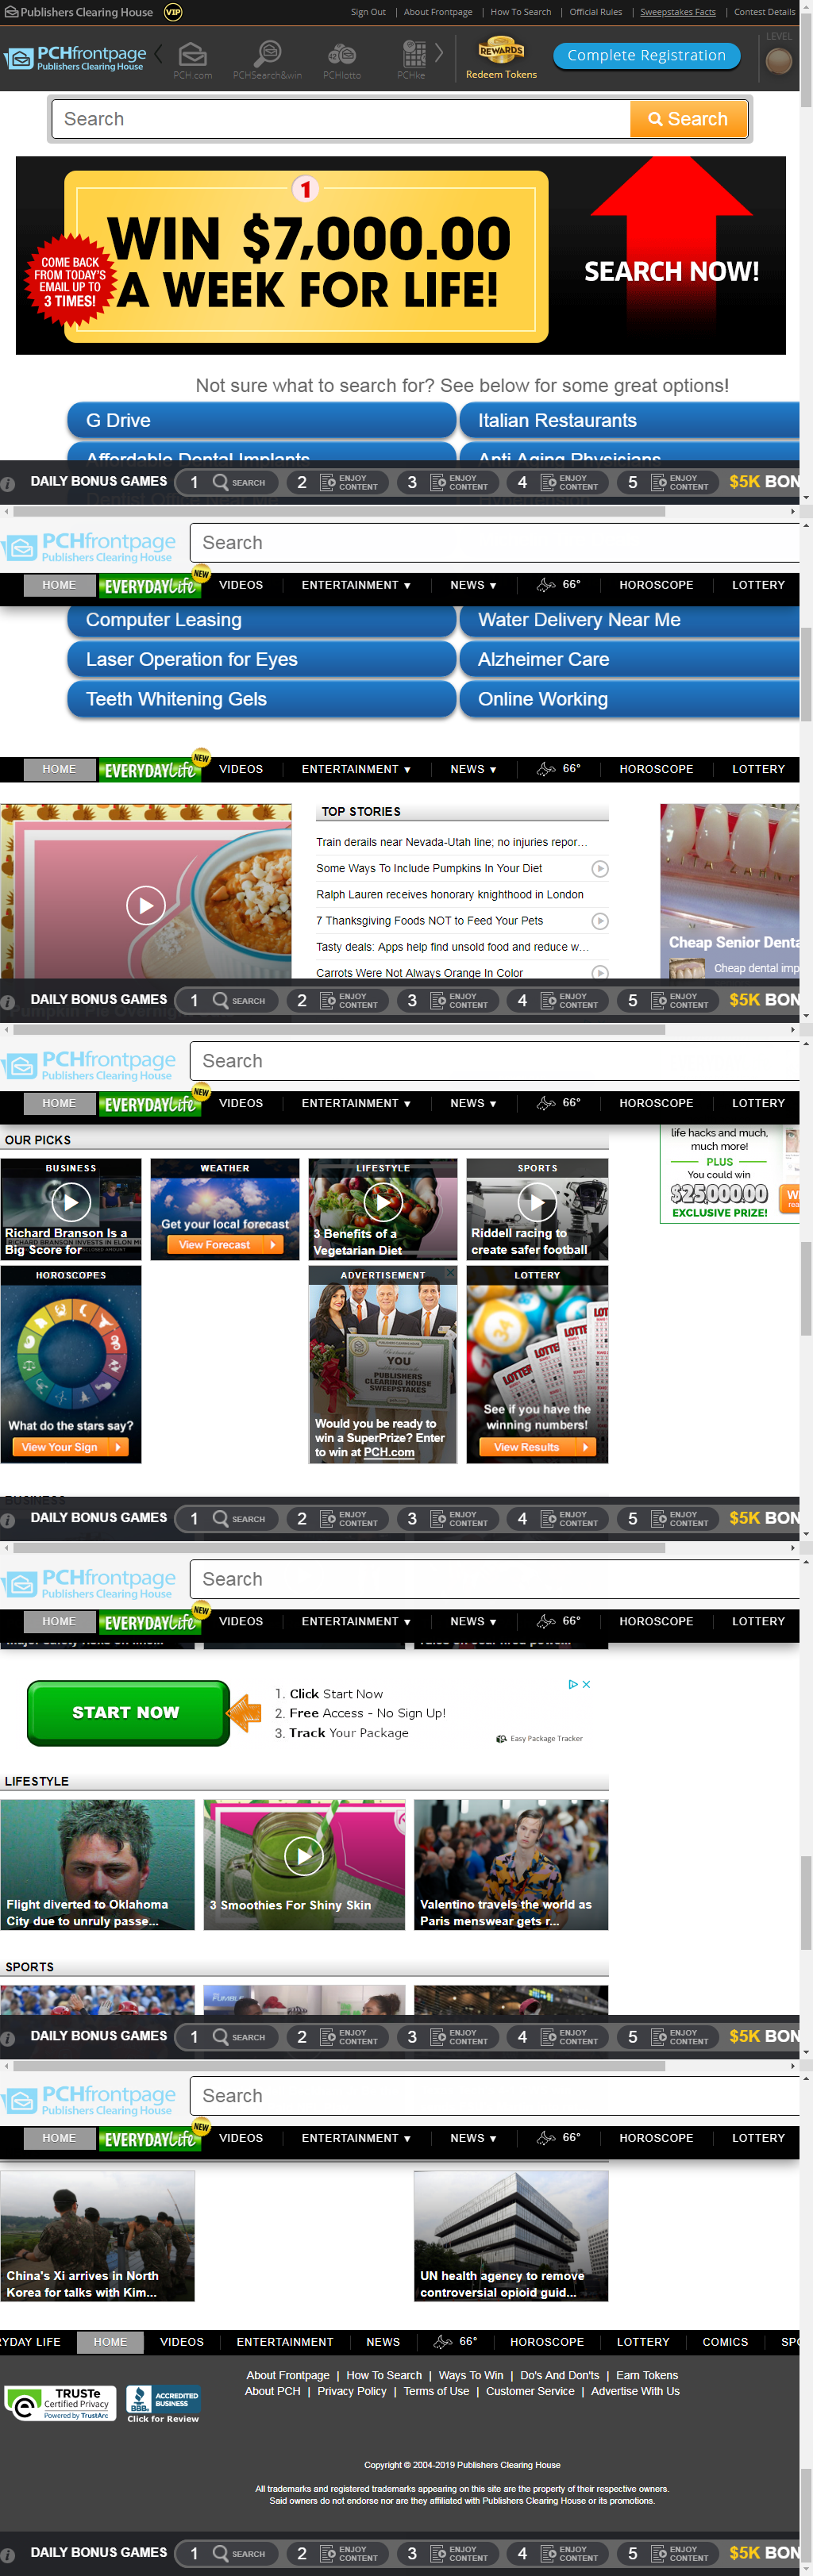 Publishers Clearing House VIP
Sign Out | About Frontpage | How To Search | Official Rules | Sweepstakes Facts | Contest Details
PCHfrontpage
Publishers Clearing House
PCH.com PCHSearch&win PCHlotto PCHke
REWARDS
Redeem Tokens
Complete Registration
LEVEL
Search
Search
1
WIN $7,000.00
A WEEK FOR LIFE!
COME BACK
FROM TODAY'S
EMAIL UP TO
3 TIMES!
SEARCH NOW!
Not sure what to search for? See below for some great options!
G Drive Italian Restaurants
Affordable Dental Implants Anti Aging Physicians
Dentist Office Near Me Hypertension
DAILY BONUS GAMES 1 SEARCH 2 ENJOY CONTENT 3 ENJOY CONTENT 4 ENJOY CONTENT 5 ENJOY CONTENT $5K BON
PCHfrontpage
Publishers Clearing House
Search
HOME EVERYDAY Life NEW VIDEOS ENTERTAINMENT ▼ NEWS ▼ 66° HOROSCOPE LOTTERY
Computer Leasing Water Delivery Near Me
Laser Operation for Eyes Alzheimer Care
Teeth Whitening Gels Online Working
HOME EVERYDAY Life NEW VIDEOS ENTERTAINMENT ▼ NEWS ▼ 66° HOROSCOPE LOTTERY
TOP STORIES
Train derails near Nevada-Utah line; no injuries repor...
Some Ways To Include Pumpkins In Your Diet
Ralph Lauren receives honorary knighthood in London
7 Thanksgiving Foods NOT to Feed Your Pets
Tasty deals: Apps help find unsold food and reduce w...
Carrots Were Not Always Orange In Color
Cheap Senior Denta
Cheap dental imp
Pumpkin Pie Overnig
DAILY BONUS GAMES 1 SEARCH 2 ENJOY CONTENT 3 ENJOY CONTENT 4 ENJOY CONTENT 5 ENJOY CONTENT $5K BON
PCHfrontpage
Publishers Clearing House
Search
HOME EVERYDAY Life NEW VIDEOS ENTERTAINMENT ▼ NEWS ▼ 66° HOROSCOPE LOTTERY
OUR PICKS
life hacks and much,
much more!
PLUS
You could win
$25,000.00
EXCLUSIVE PRIZE!
BUSINESS
Richard Branson Is a
Big Score for
WEATHER
Get your local forecast
View Forecast
LIFESTYLE
3 Benefits of a
Vegetarian Diet
SPORTS
Riddell racing to
create safer football
HOROSCOPES
What do the stars say?
View Your Sign
ADVERTISEMENT
YOU
PUBLISHERS
CLEARING HOUSE
SWEEPSTAKES
Would you be ready to
win a SuperPrize? Enter
to win at PCH.com
LOTTERY
34
LOTTER
See if you have the
winning numbers!
View Results
BUSINESS
DAILY BONUS GAMES 1 SEARCH 2 ENJOY CONTENT 3 ENJOY CONTENT 4 ENJOY CONTENT 5 ENJOY CONTENT $5K BON
PCHfrontpage
Publishers Clearing House
Search
HOME EVERYDAY Life NEW VIDEOS ENTERTAINMENT ▼ NEWS ▼ 66° HOROSCOPE LOTTERY
START NOW
1. Click Start Now
2. Free Access - No Sign Up!
3. Track Your Package
Easy Package Tracker
LIFESTYLE
Flight diverted to Oklahoma
City due to unruly passe...
3 Smoothies For Shiny Skin
Valentino travels the world as
Paris menswear gets r...
SPORTS
DAILY BONUS GAMES 1 SEARCH 2 ENJOY CONTENT 3 ENJOY CONTENT 4 ENJOY CONTENT 5 ENJOY CONTENT $5K BON
PCHfrontpage
Publishers Clearing House
Search
HOME EVERYDAY Life NEW VIDEOS ENTERTAINMENT ▼ NEWS ▼ 66° HOROSCOPE LOTTERY
China's Xi arrives in North
Korea for talks with Kim...
UN health agency to remove
controversial opioid guid...
RYDAY LIFE HOME VIDEOS ENTERTAINMENT NEWS 66° HOROSCOPE LOTTERY COMICS SPO
About Frontpage | How To Search | Ways To Win | Do's And Don'ts | Earn Tokens
About PCH | Privacy Policy | Terms of Use | Customer Service | Advertise With Us
TRUSTe
Certified Privacy
Powered by TrustArc
BBB
ACCREDITED
BUSINESS
Click for Review
Copyright © 2004-2019 Publishers Clearing House
All trademarks and registered trademarks appearing on this site are the property of their respective owners.
Said owners do not endorse nor are they affiliated with Publishers Clearing House or its promotions.
DAILY BONUS GAMES 1 SEARCH 2 ENJOY CONTENT 3 ENJOY CONTENT 4 ENJOY CONTENT 5 ENJOY CONTENT $5K BON